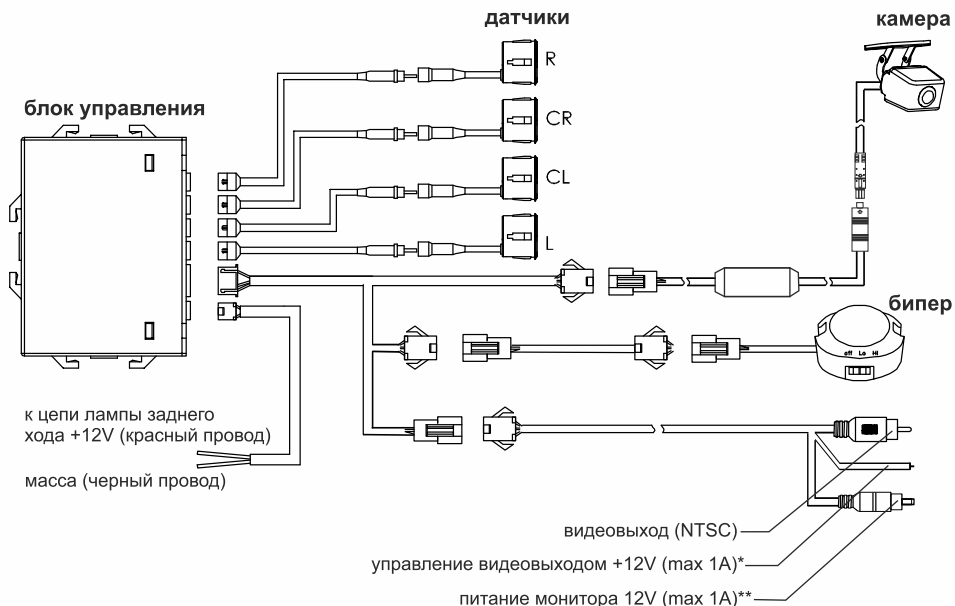 датчики
камера
блок управления
R
CR
CL
L
бипер
off Lo Hi
к цепи лампы заднего
хода +12V (красный провод)
масса (черный провод)
видеовыход (NTSC)
управление видеовыходом +12V (max 1A)*
питание монитора 12V (max 1A)**